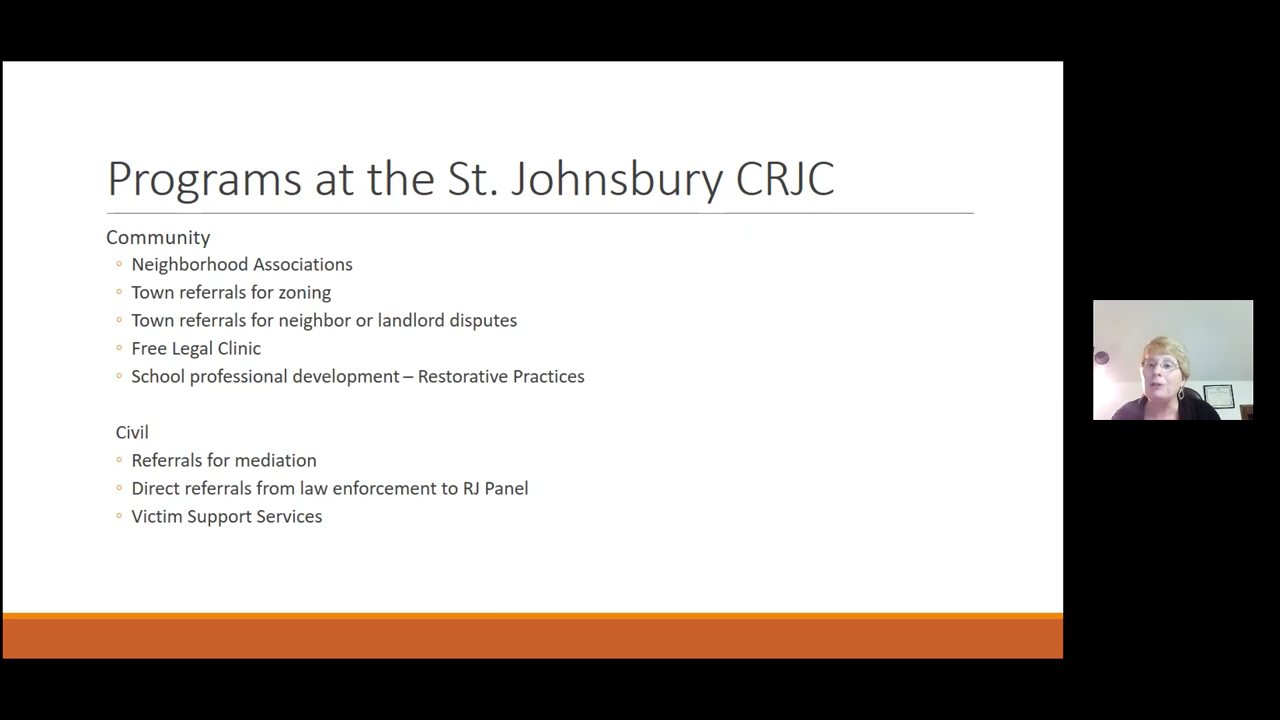 Programs at the St. Johnsbury CRJC
Community
Neighborhood Associations
Town referrals for zoning
Town referrals for neighbor or landlord disputes
Free Legal Clinic
School professional development – Restorative Practices
Civil
Referrals for mediation
Direct referrals from law enforcement to RJ Panel
Victim Support Services